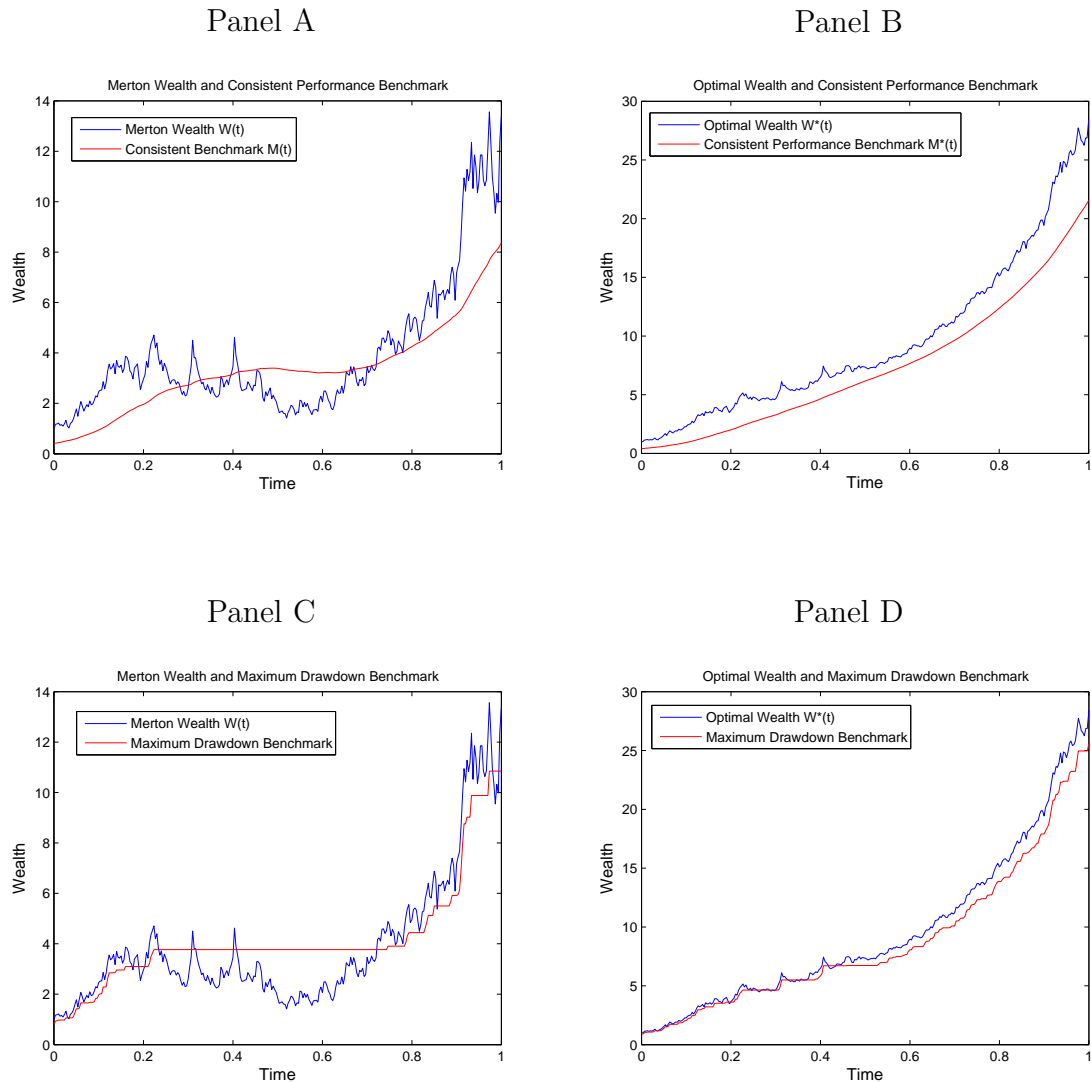 Panel A
Merton Wealth and Consistent Performance Benchmark
Merton Wealth W(t)
Consistent Benchmark M(t)
Wealth
14
12
10
8
6
4
2
0
0 0.2 0.4 0.6 0.8 1
Time
Panel B
Optimal Wealth and Consistent Performance Benchmark
Optimal Wealth W*(t)
Consistent Performance Benchmark M*(t)
Wealth
30
25
20
15
10
5
0
0 0.2 0.4 0.6 0.8 1
Time
Panel C
Merton Wealth and Maximum Drawdown Benchmark
Merton Wealth W(t)
Maximum Drawdown Benchmark
Wealth
14
12
10
8
6
4
2
0
0 0.2 0.4 0.6 0.8 1
Time
Panel D
Optimal Wealth and Maximum Drawdown Benchmark
Optimal Wealth W*(t)
Maximum Drawdown Benchmark
Wealth
30
25
20
15
10
5
0
0 0.2 0.4 0.6 0.8 1
Time